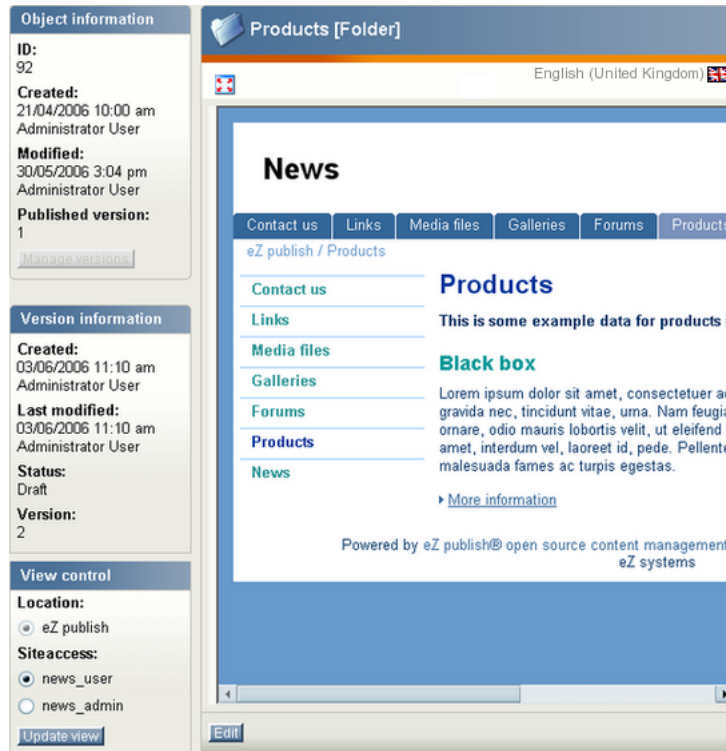 Object information
ID:
92
Created:
21/04/2006 10:00 am
Administrator User
Modified:
30/05/2006 3:04 pm
Administrator User
Published version:
1
Manage versions
Version information
Created:
03/06/2006 11:10 am
Administrator User
Last modified:
03/06/2006 11:10 am
Administrator User
Status:
Draft
Version:
2
View control
Location:
eZ publish
Siteaccess:
news_user
news_admin
Update view
Products [Folder]
English (United Kingdom)
News
Contact us Links Media files Galleries Forums Products
eZ publish / Products
Contact us
Links
Media files
Galleries
Forums
Products
News
Products
This is some example data for products
Black box
Lorem ipsum dolor sit amet, consectetuer
gravida nec, tincidunt vitae, urna. Nam
ornare, odio mauris lobortis velit, ut eleifend
amet, interdum vel, laoreet id, pede.
malesuada fames ac turpis egestas.
More information
Powered by eZ publish® open source content management
eZ systems
Edit